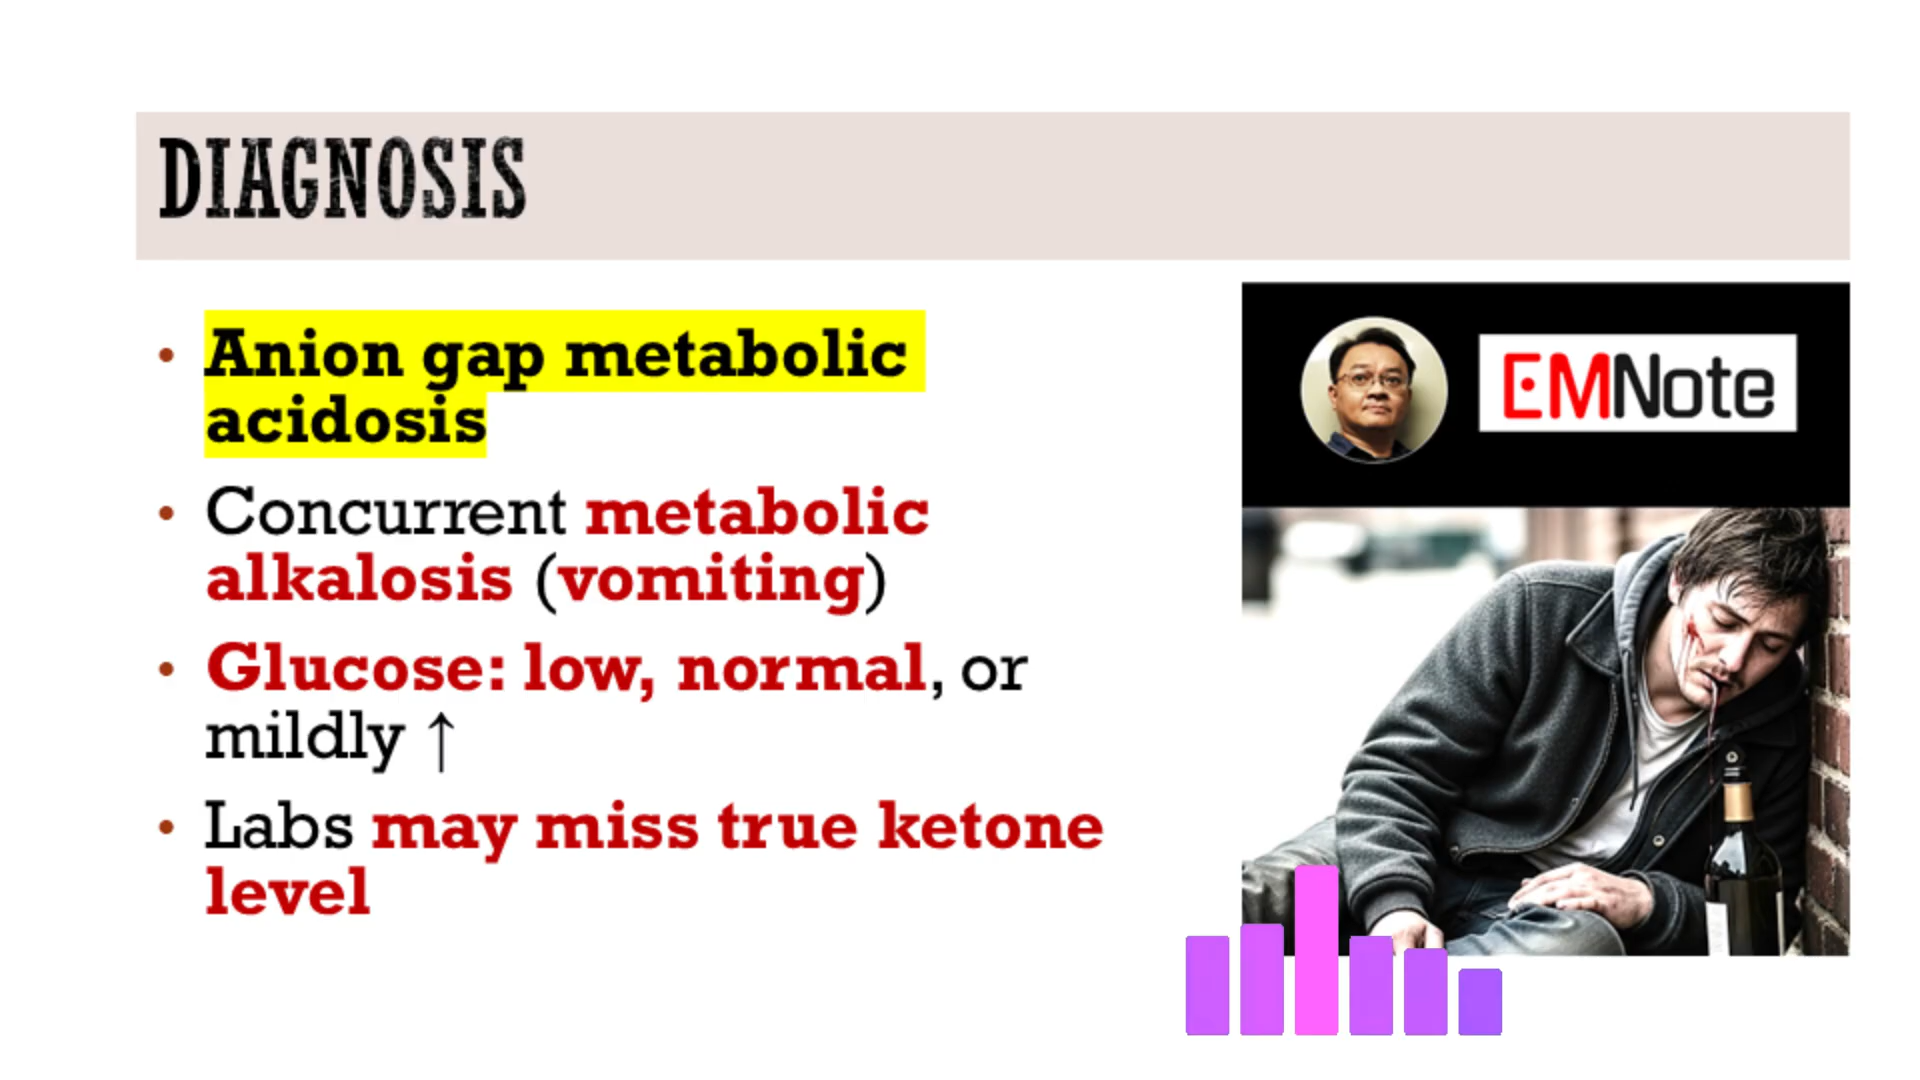 DIAGNOSIS
• Anion gap metabolic
acidosis
• Concurrent metabolic
alkalosis (vomiting)
• Glucose: low, normal, or
mildly ↑
• Labs may miss true ketone
level
EMNote